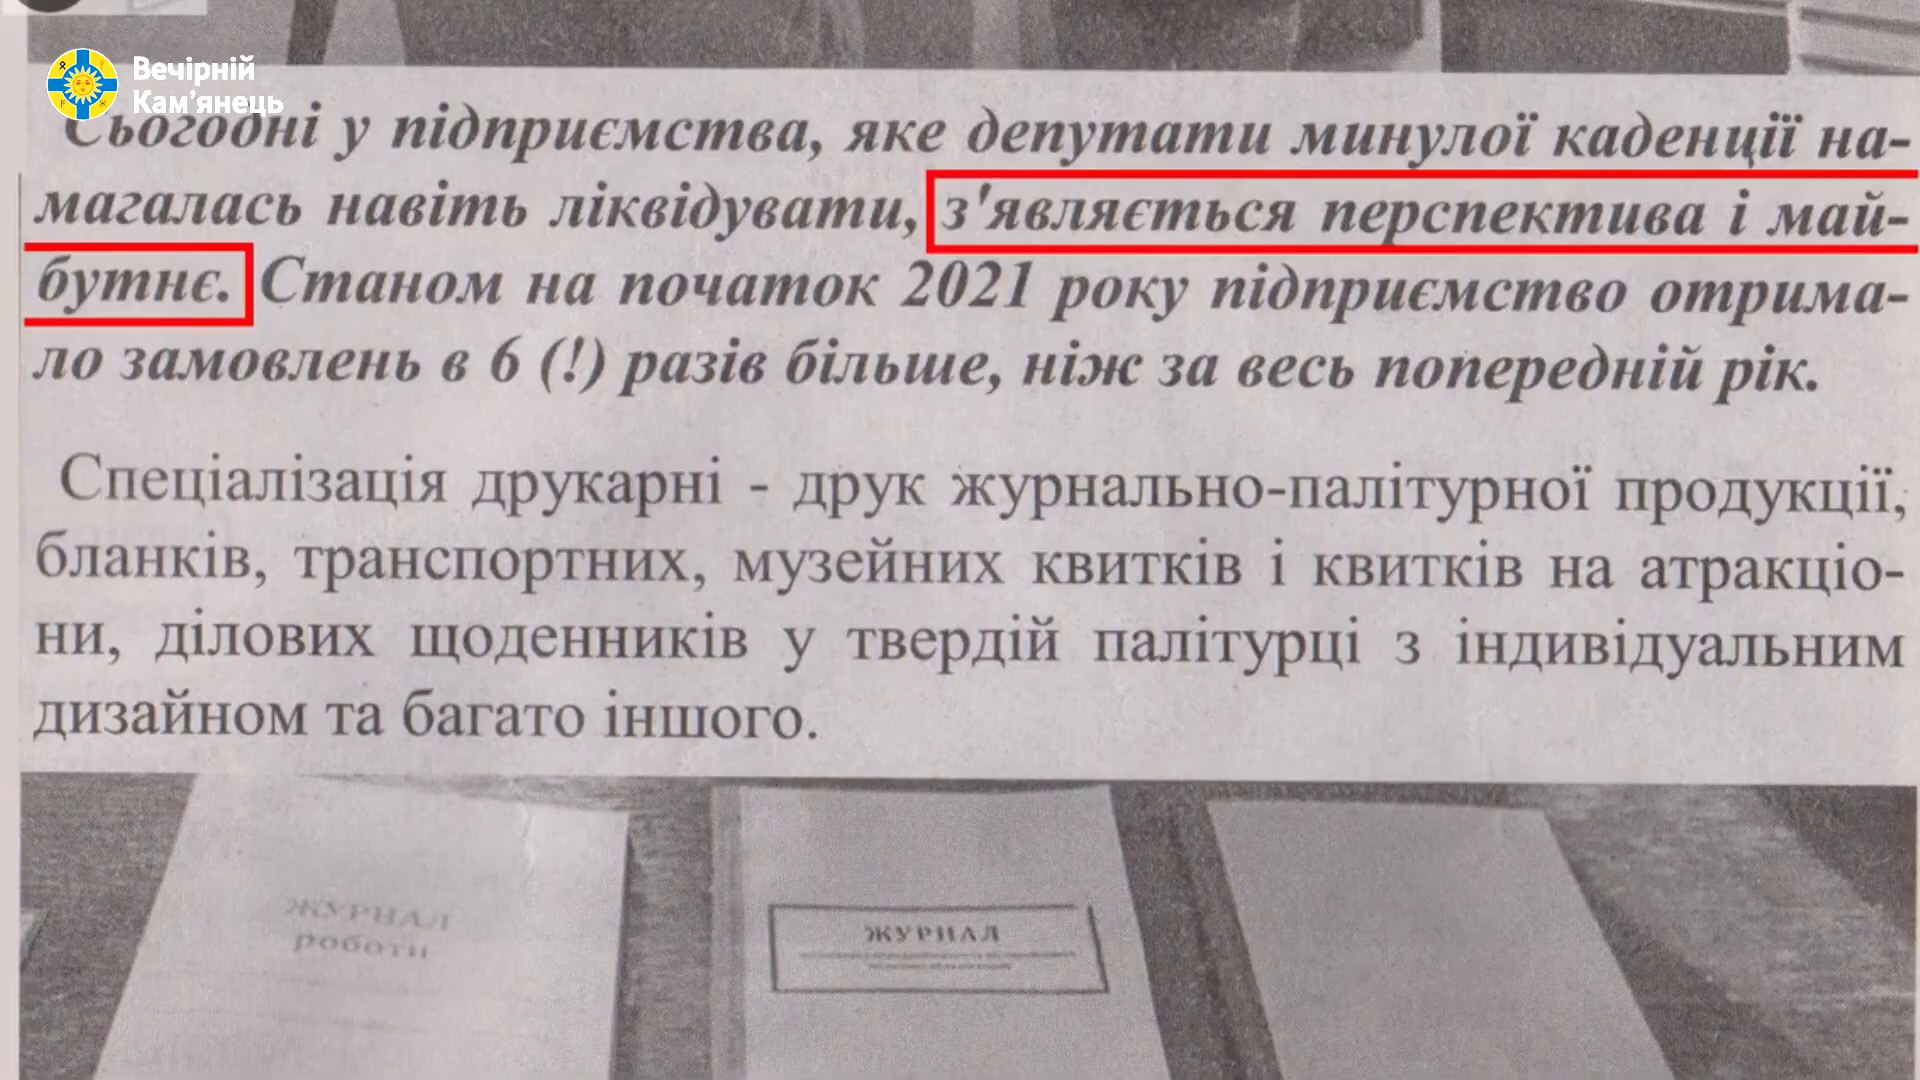 Вечірній
Кам'янець
Сьогодні у підприємства, яке депутати минулої каденції на-
магалась навіть ліквідувати, з'являється перспектива і май-
бутнє. Станом на початок 2021 року підприємство отрима-
ло замовлень в 6 (!) разів більше, ніж за весь попередній рік.
Спеціалізація друкарні - друк журнально-палітурної продукції,
бланків, транспортних, музейних квитків і квитків на атракціо-
ни, ділових щоденників у твердій палітурці з індивідуальним
дизайном та багато іншого.
ЖУРНАЛ
роботи
ЖУРНАЛ